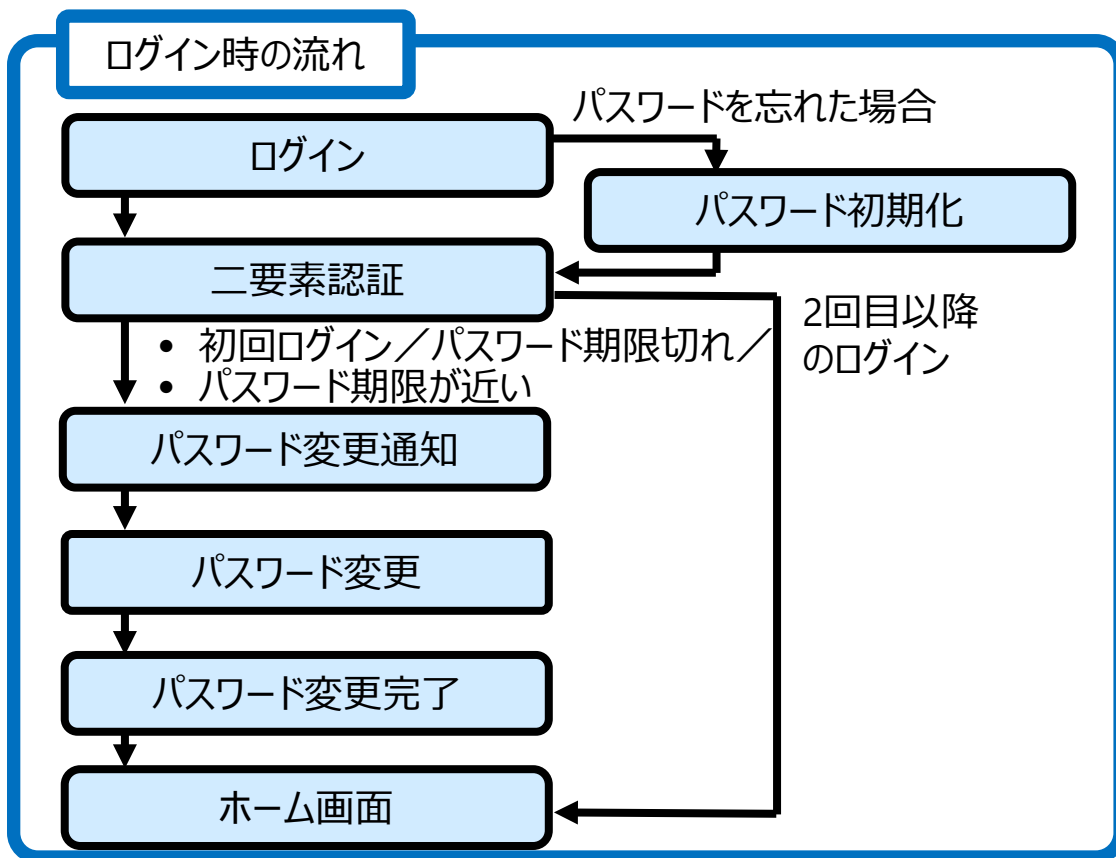 ログイン時の流れ
パスワードを忘れた場合
ログイン
パスワード初期化
二要素認証
2回目以降
のログイン
• 初回ログイン／パスワード期限切れ／
• パスワード期限が近い
パスワード変更通知
パスワード変更
パスワード変更完了
ホーム画面